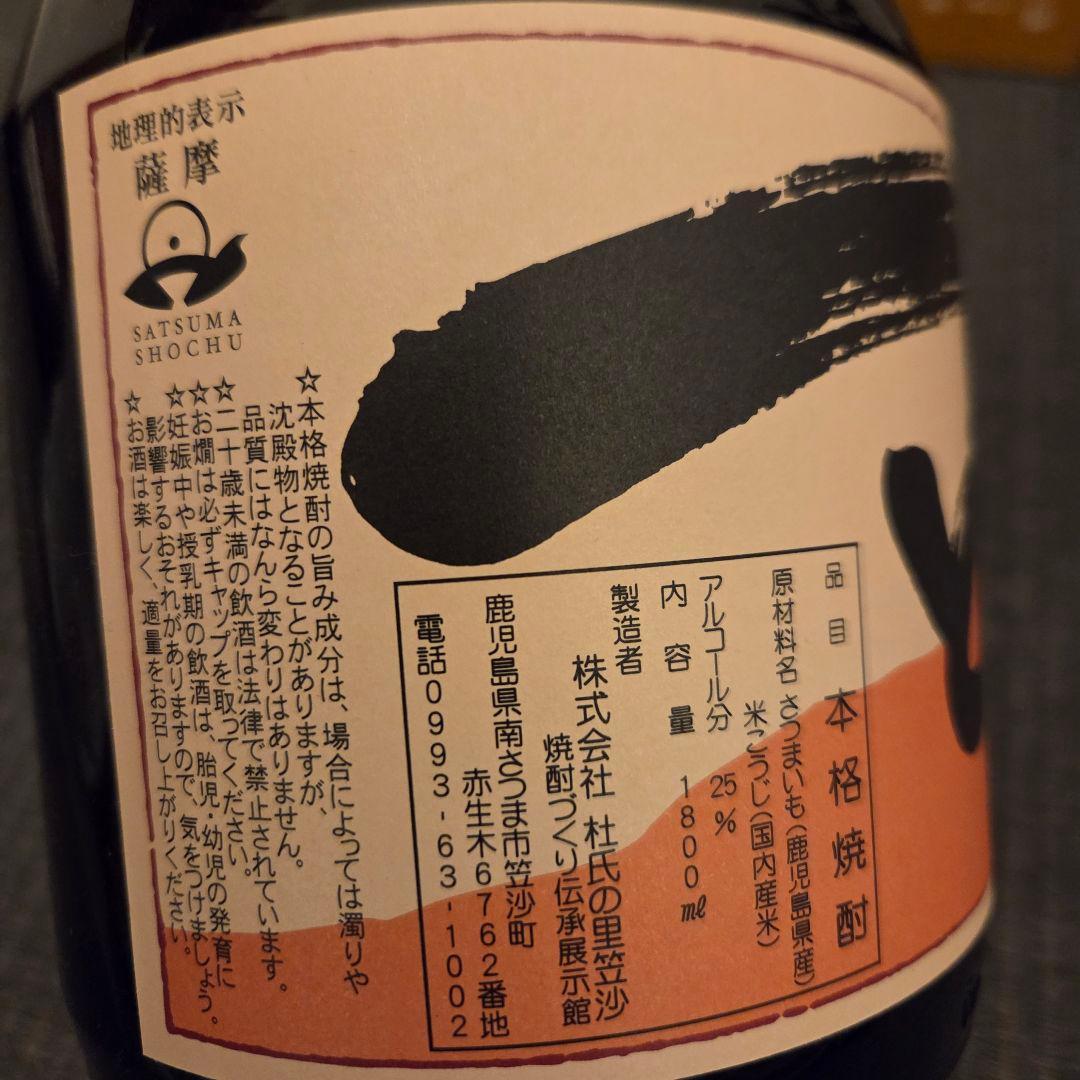 地理的表示
薩摩
SATSUMA
SHOCHU
☆本格焼酎の旨み成分は、場合によっては濁りや
沈殿物となることがありますが、
品質にはなんら変わりはありません。
☆二十歳未満の飲酒は法律で禁止されています。
☆お燗は必ずキャップを取ってください。
☆妊娠中や授乳期の飲酒は、胎児・幼児の発育に
影響するおそれがありますので、気をつけましょう。
☆お酒は楽しく、適量をお召し上がりください。
品目 本格焼酎
原材料名 さつまいも(鹿児島県産)
米こうじ(国内産米)
アルコール分 25%
内容量 1800㎖
製造者
株式会社 杜氏の里笠沙
焼酎づくり伝承展示館
鹿児島県南さつま市笠沙町
赤生木6762番地
電話0993-63-1002